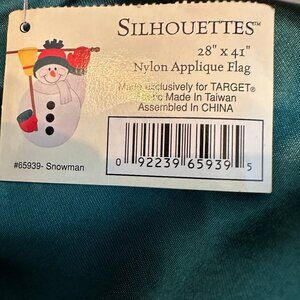 SILHOUETTES™
28" x 41"
Nylon Applique Flag
Made exclusively for TARGET®
Made In Taiwan
Assembled In CHINA
0 92239 65939 5
#65939- Snowman